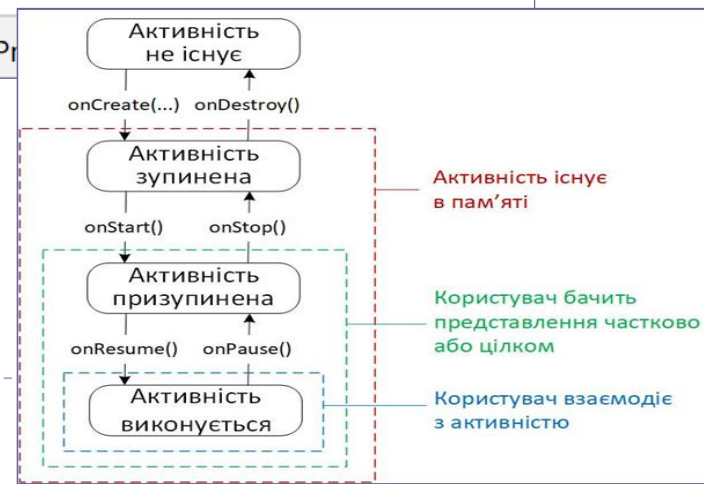 Pr
Активність
не існує
onCreate(...) onDestroy()
Активність
зупинена
Активність існує
в пам’яті
onStart() onStop()
Активність
призупинена
Користувач бачить
представлення частково
або цілком
onResume() onPause()
Активність
виконується
Користувач взаємодіє
з активністю